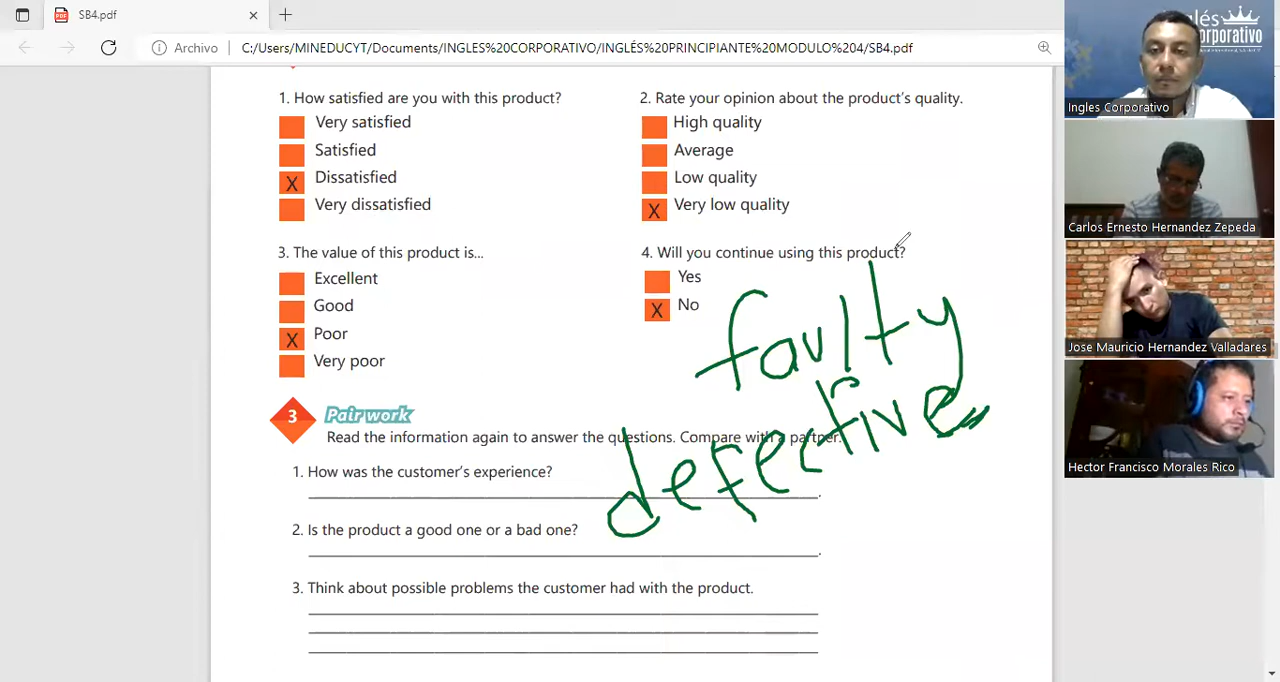 SB4.pdf
Archivo
C:/Users/MINEDUCYT/Documents/INGLES%20CORPORATIVO/INGLÉS%20PRINCIPIANTE%20MODULO%204/SB4.pdf
1. How satisfied are you with this product?
Very satisfied
Satisfied
X Dissatisfied
Very dissatisfied
2. Rate your opinion about the product's quality.
High quality
Average
Low quality
X Very low quality
3. The value of this product is...
Excellent
Good
X Poor
Very poor
4. Will you continue using this product?
Yes
X No
faulty
defective
3 Pair work
Read the information again to answer the questions. Compare with a partner.
1. How was the customer's experience?
2. Is the product a good one or a bad one?
3. Think about possible problems the customer had with the product.
Ingles Corporativo
Carlos Ernesto Hernandez Zepeda
Jose Mauricio Hernandez Valladares
Hector Francisco Morales Rico